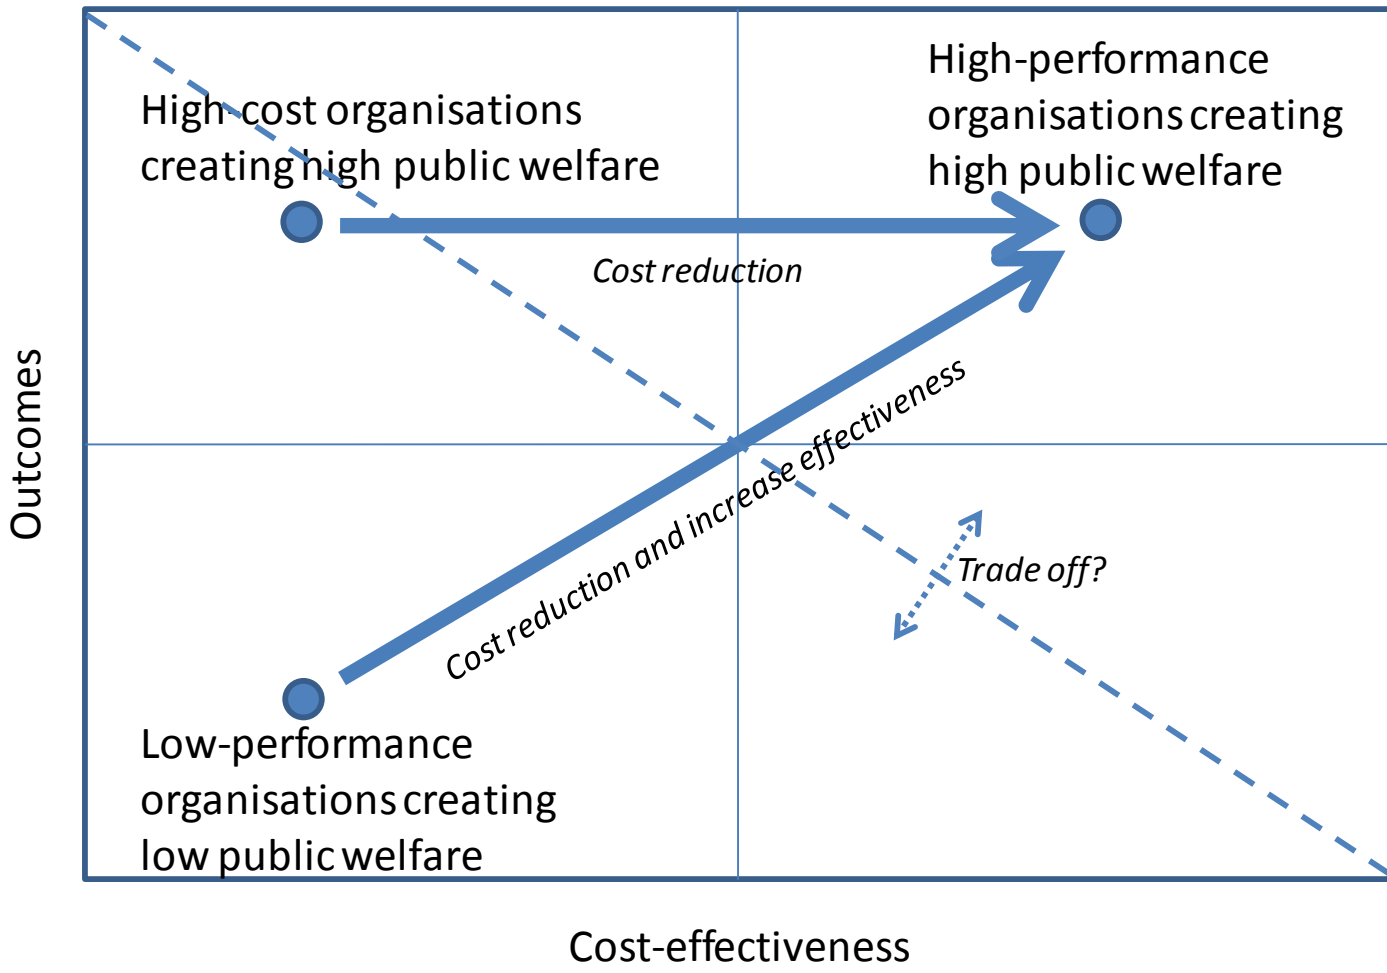 High-cost organisations
creating high public welfare
High-performance
organisations creating
high public welfare
Cost reduction
Cost reduction and increase effectiveness
Trade off?
Outcomes
Low-performance
organisations creating
low public welfare
Cost-effectiveness